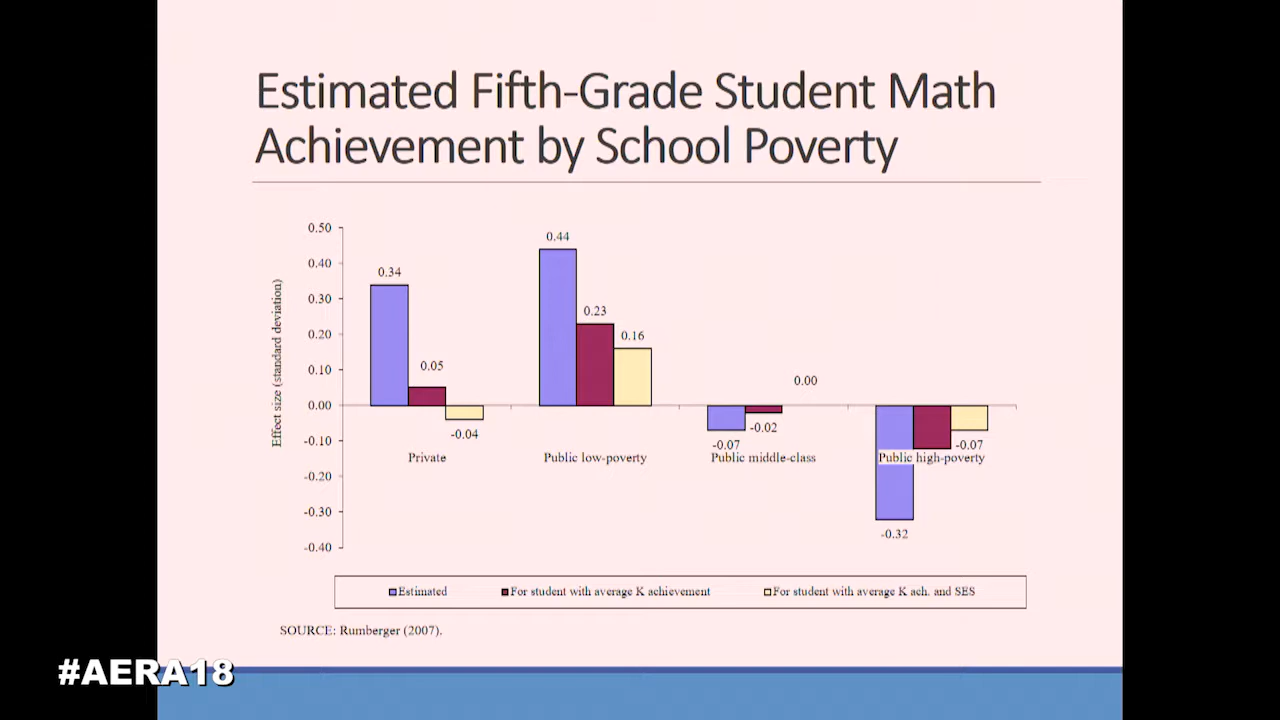 Estimated Fifth-Grade Student Math
Achievement by School Poverty
Effect size (standard deviation)
0.50
0.40
0.30
0.20
0.10
0.00
-0.10
-0.20
-0.30
-0.40
0.34
0.05
-0.04
0.44
0.23
0.16
-0.07
-0.02
0.00
-0.07
-0.32
Private
Public low-poverty
Public middle-class
Public high-poverty
Estimated
For student with average K achievement
For student with average K ach. and SES
SOURCE: Rumberger (2007).
#AERA18